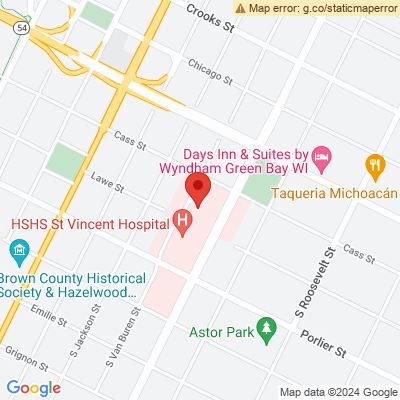 Map error: g.co/staticmaperror
Crooks St
54
Chicago St
Cass St
Days Inn & Suites by
Wyndham Green Bay WI
Lawe St
Taqueria Michoacán
HSHS St Vincent Hospital
H
Cass St
Brown County Historical
Society & Hazelwood...
S Roosevelt St
Emilie St
S Jackson St
S Van Buren St
Astor Park
Porlier St
Grignon St
Google
Map data ©2024 Google